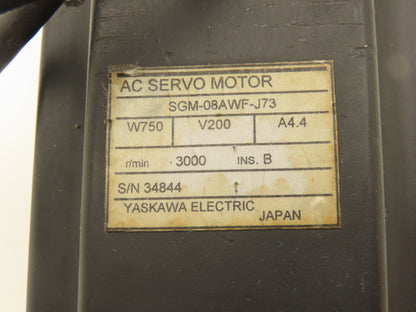 AC SERVO MOTOR
SGM-08AWF-J73
W750 V200 A4.4
r/min 3000 INS. B
S/N 34844
YASKAWA ELECTRIC
JAPAN